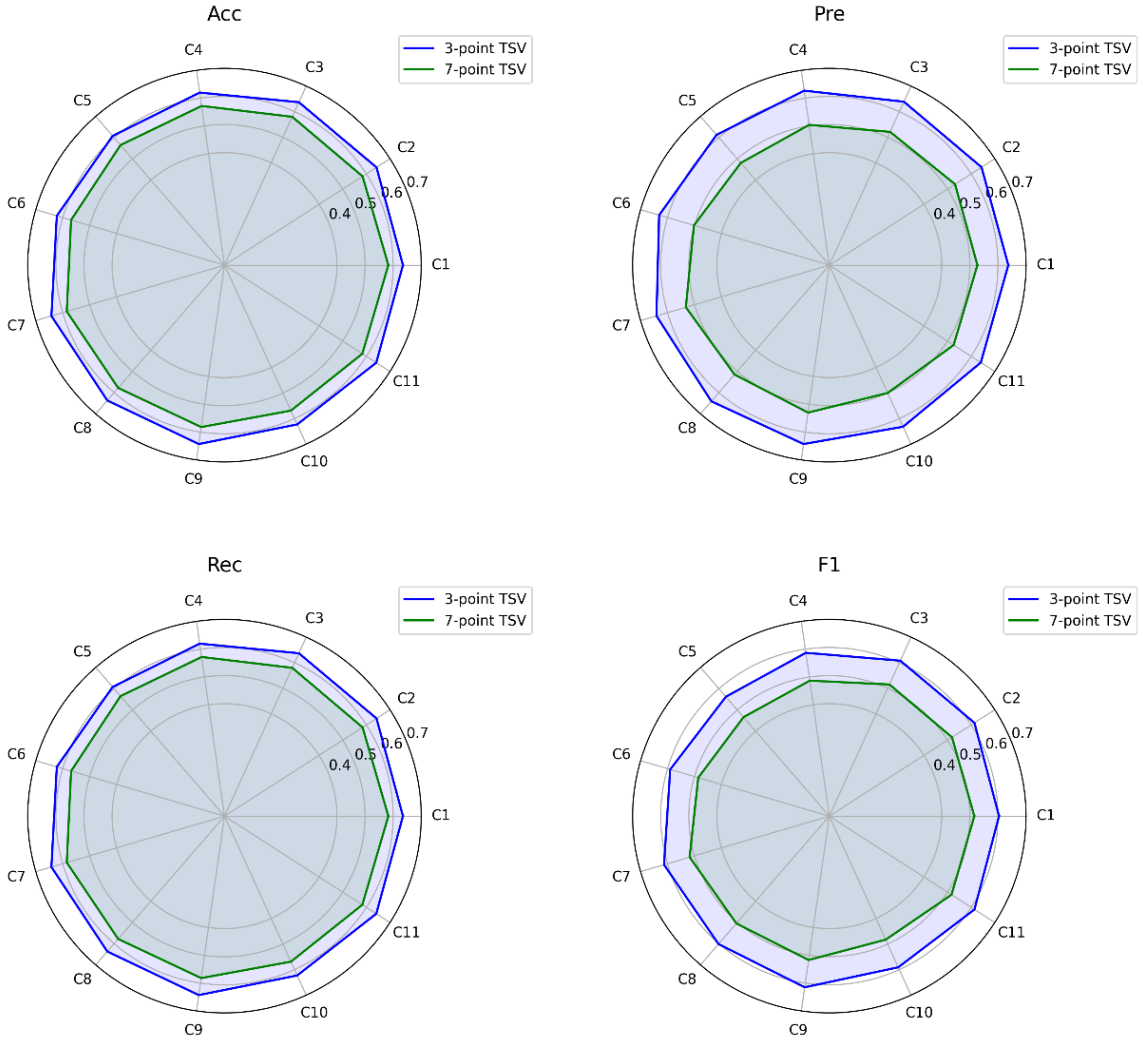 Acc
3-point TSV
7-point TSV
C4
C3
C5
C2
0.7
0.6
0.5
0.4
C6
C1
C7
C11
C8
C10
C9
Pre
3-point TSV
7-point TSV
C4
C3
C5
C2
0.7
0.6
0.5
0.4
C6
C1
C7
C11
C8
C10
C9
Rec
3-point TSV
7-point TSV
C4
C3
C5
C2
0.7
0.6
0.5
0.4
C6
C1
C7
C11
C8
C10
C9
F1
3-point TSV
7-point TSV
C4
C3
C5
C2
0.7
0.6
0.5
0.4
C6
C1
C7
C11
C8
C10
C9